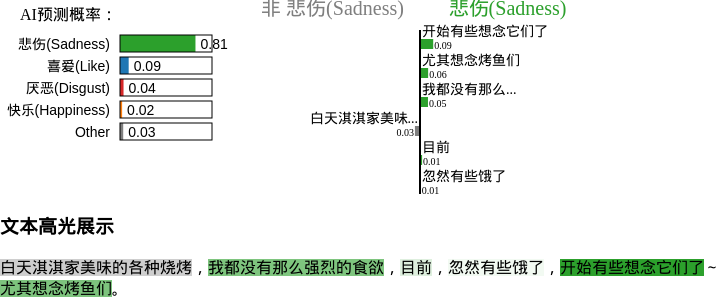 AI预测概率：
悲伤(Sadness) 0.81
喜爱(Like) 0.09
厌恶(Disgust) 0.04
快乐(Happiness) 0.02
Other 0.03
非 悲伤(Sadness) 悲伤(Sadness)
开始有些想念它们了
0.09
尤其想念烤鱼们
0.06
我都没有那么...
0.05
白天淇淇家美味...
0.03
目前
0.01
忽然有些饿了
0.01
文本高光展示
白天淇淇家美味的各种烧烤，我都没有那么强烈的食欲，目前，忽然有些饿了，开始有些想念它们了~
尤其想念烤鱼们。